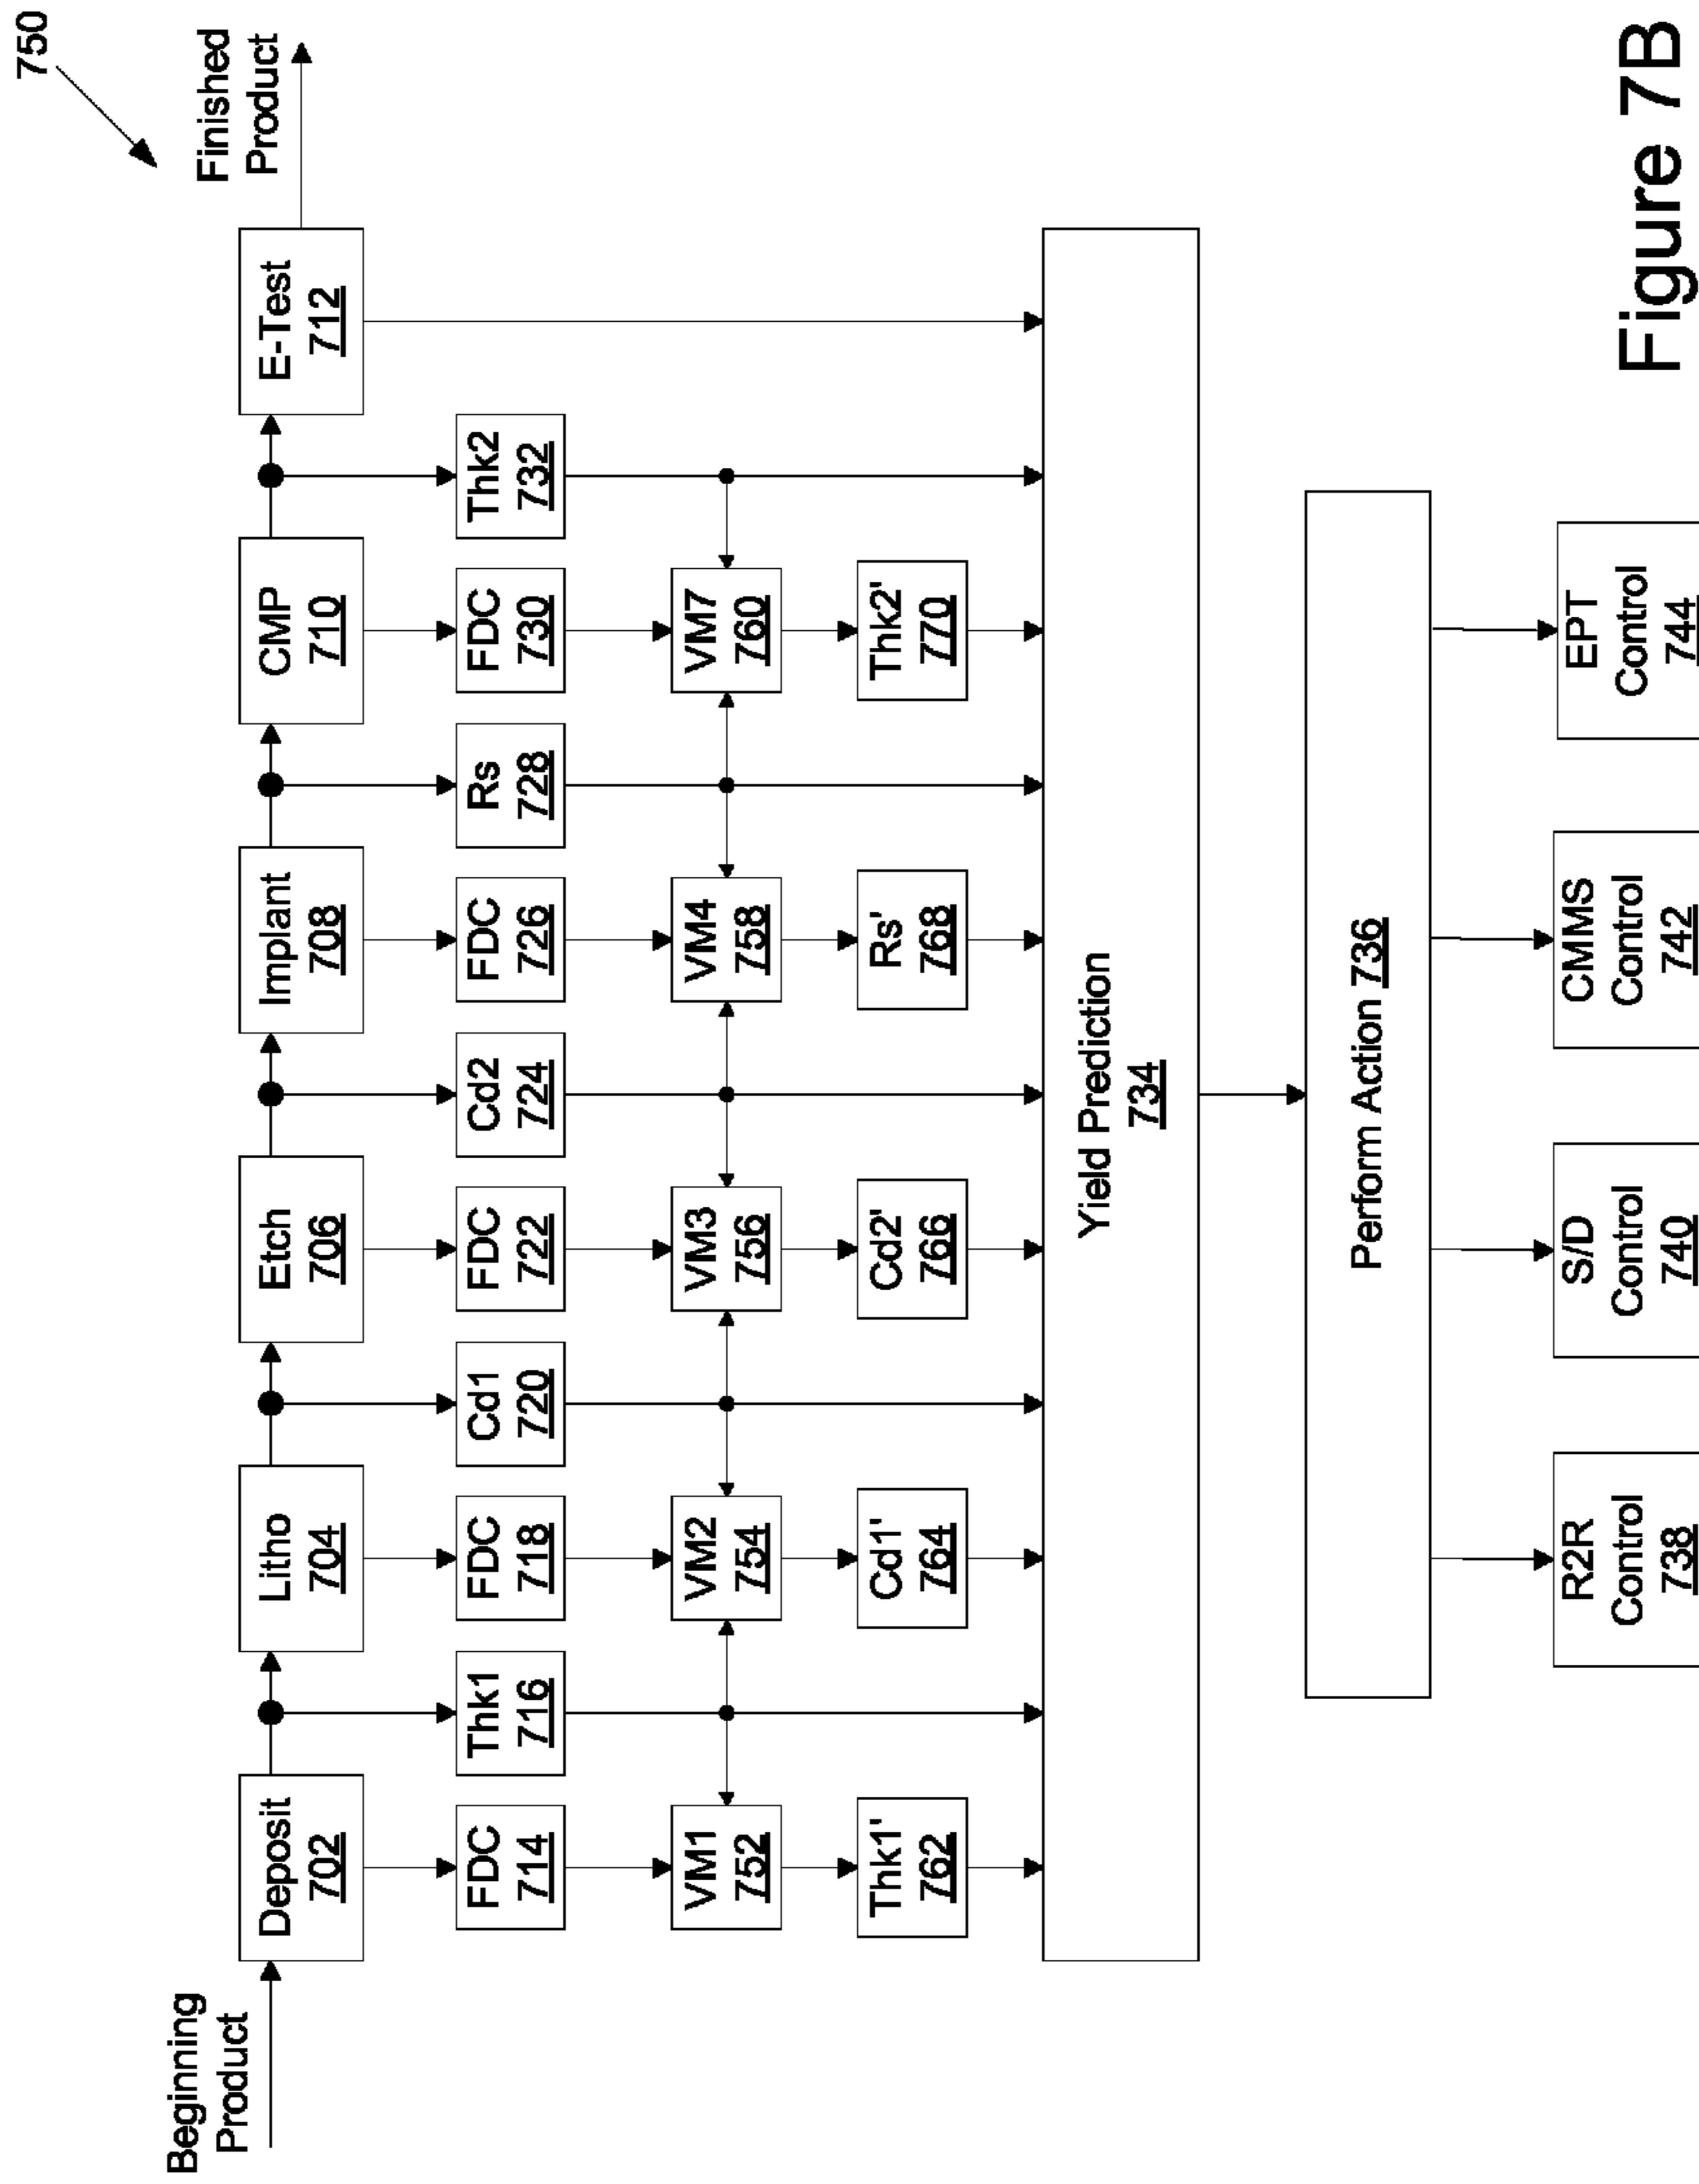 750
Beginning
Product
Finished
Product
Deposit
702
Litho
704
Etch
706
Implant
708
CMP
710
E-Test
712
FDC
714
Thk1
716
FDC
718
Cd1
720
FDC
722
Cd2
724
FDC
726
Rs
728
FDC
730
Thk2
732
VM1
752
VM2
754
VM3
756
VM4
758
VM7
760
Thk1'
762
Cd1'
764
Cd2'
766
Rs'
768
Thk2'
770
Yield Prediction
734
Perform Action 736
R2R
Control
738
S/D
Control
740
CMMS
Control
742
EPT
Control
744
Figure 7B